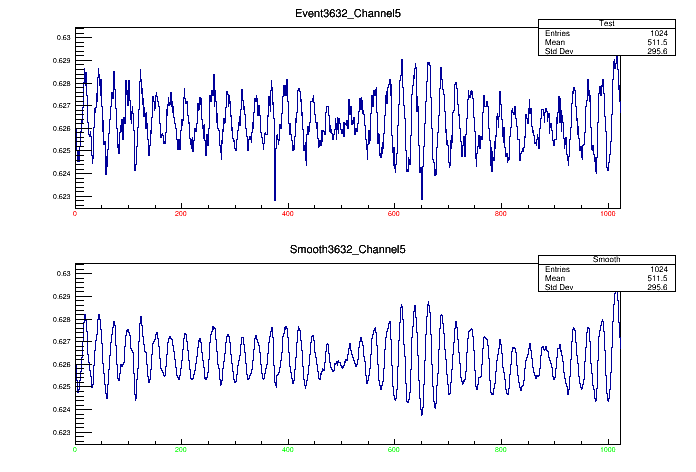 Event3632_Channel5
Test
Entries 1024
Mean 511.5
Std Dev 295.6
0.63
0.629
0.628
0.627
0.626
0.625
0.624
0.623
0 200 400 600 800 1000
Smooth3632_Channel5
Smooth
Entries 1024
Mean 511.5
Std Dev 295.6
0.63
0.629
0.628
0.627
0.626
0.625
0.624
0.623
0 200 400 600 800 1000